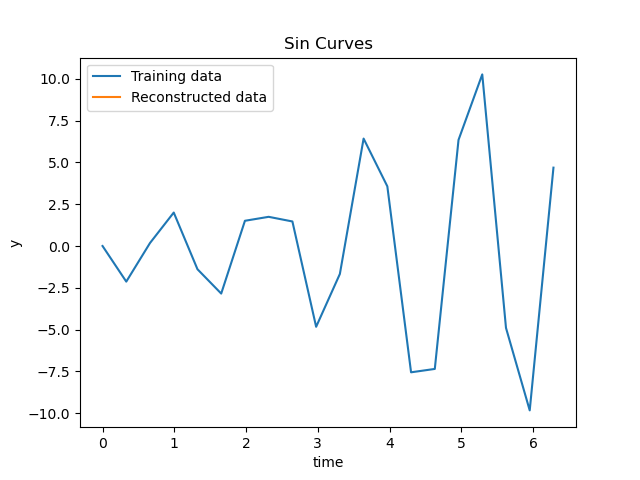 Sin Curves
Training data
Reconstructed data
10.0
7.5
5.0
2.5
0.0
−2.5
−5.0
−7.5
−10.0
y
0 1 2 3 4 5 6
time